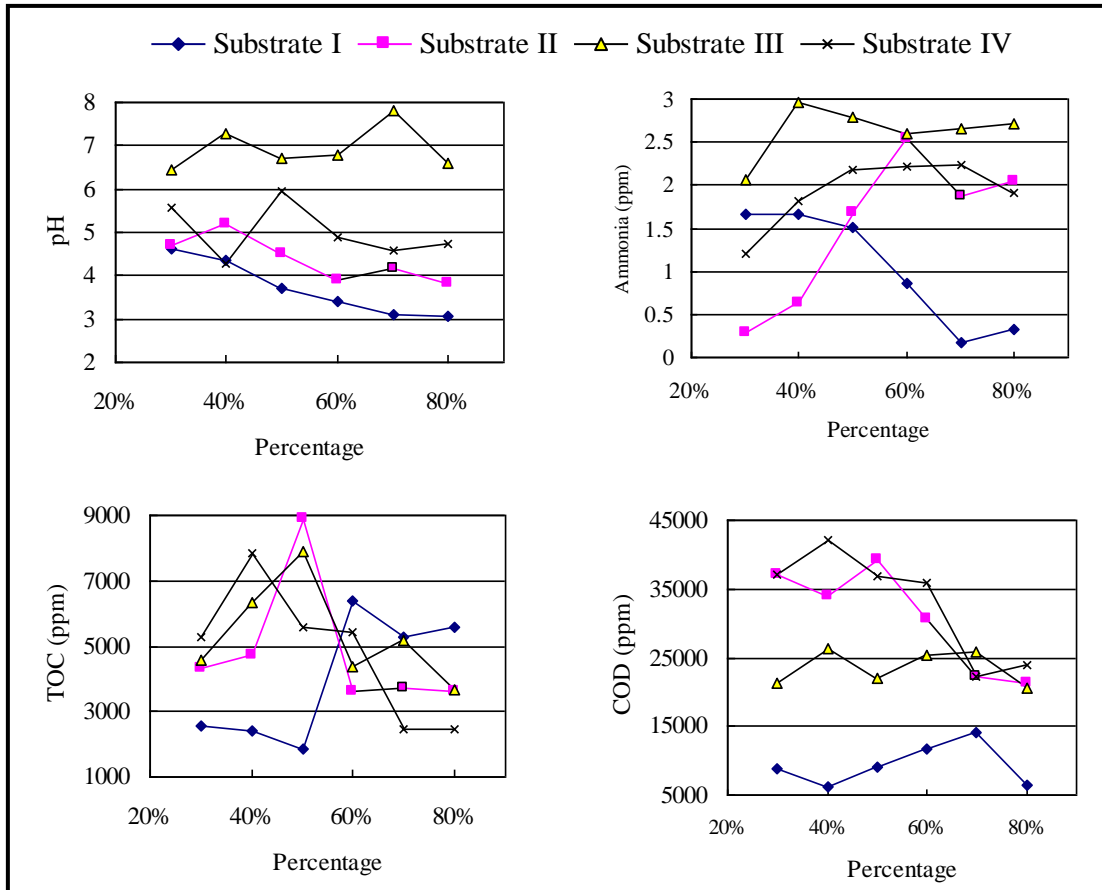 Substrate I Substrate II Substrate III Substrate IV
8
7
6
5
4
3
2
pH
20% 40% 60% 80%
Percentage
3
2.5
2
1.5
1
0.5
0
Ammonia (ppm)
20% 40% 60% 80%
Percentage
9000
7000
5000
3000
1000
TOC (ppm)
20% 40% 60% 80%
Percentage
45000
35000
25000
15000
5000
COD (ppm)
20% 40% 60% 80%
Percentage